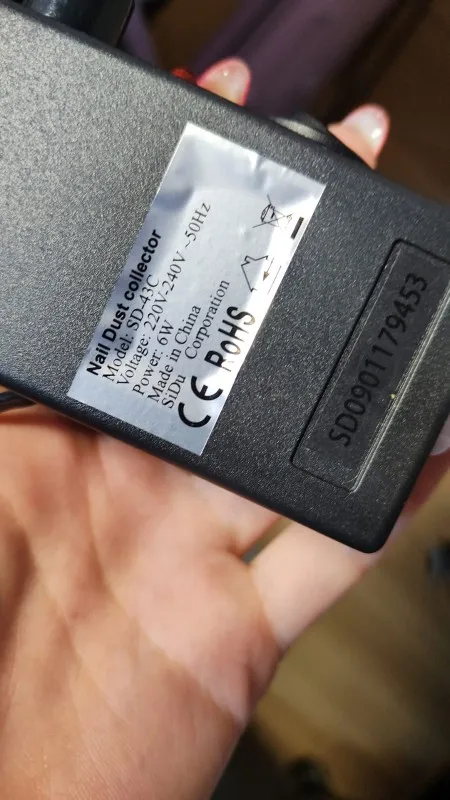 Nail Dust collector
Model: SD-43C
Voltage: 220V-240V ~50Hz
Power: 6W
Made in China
SiDu Corporation
CE RoHS
SD0901179453